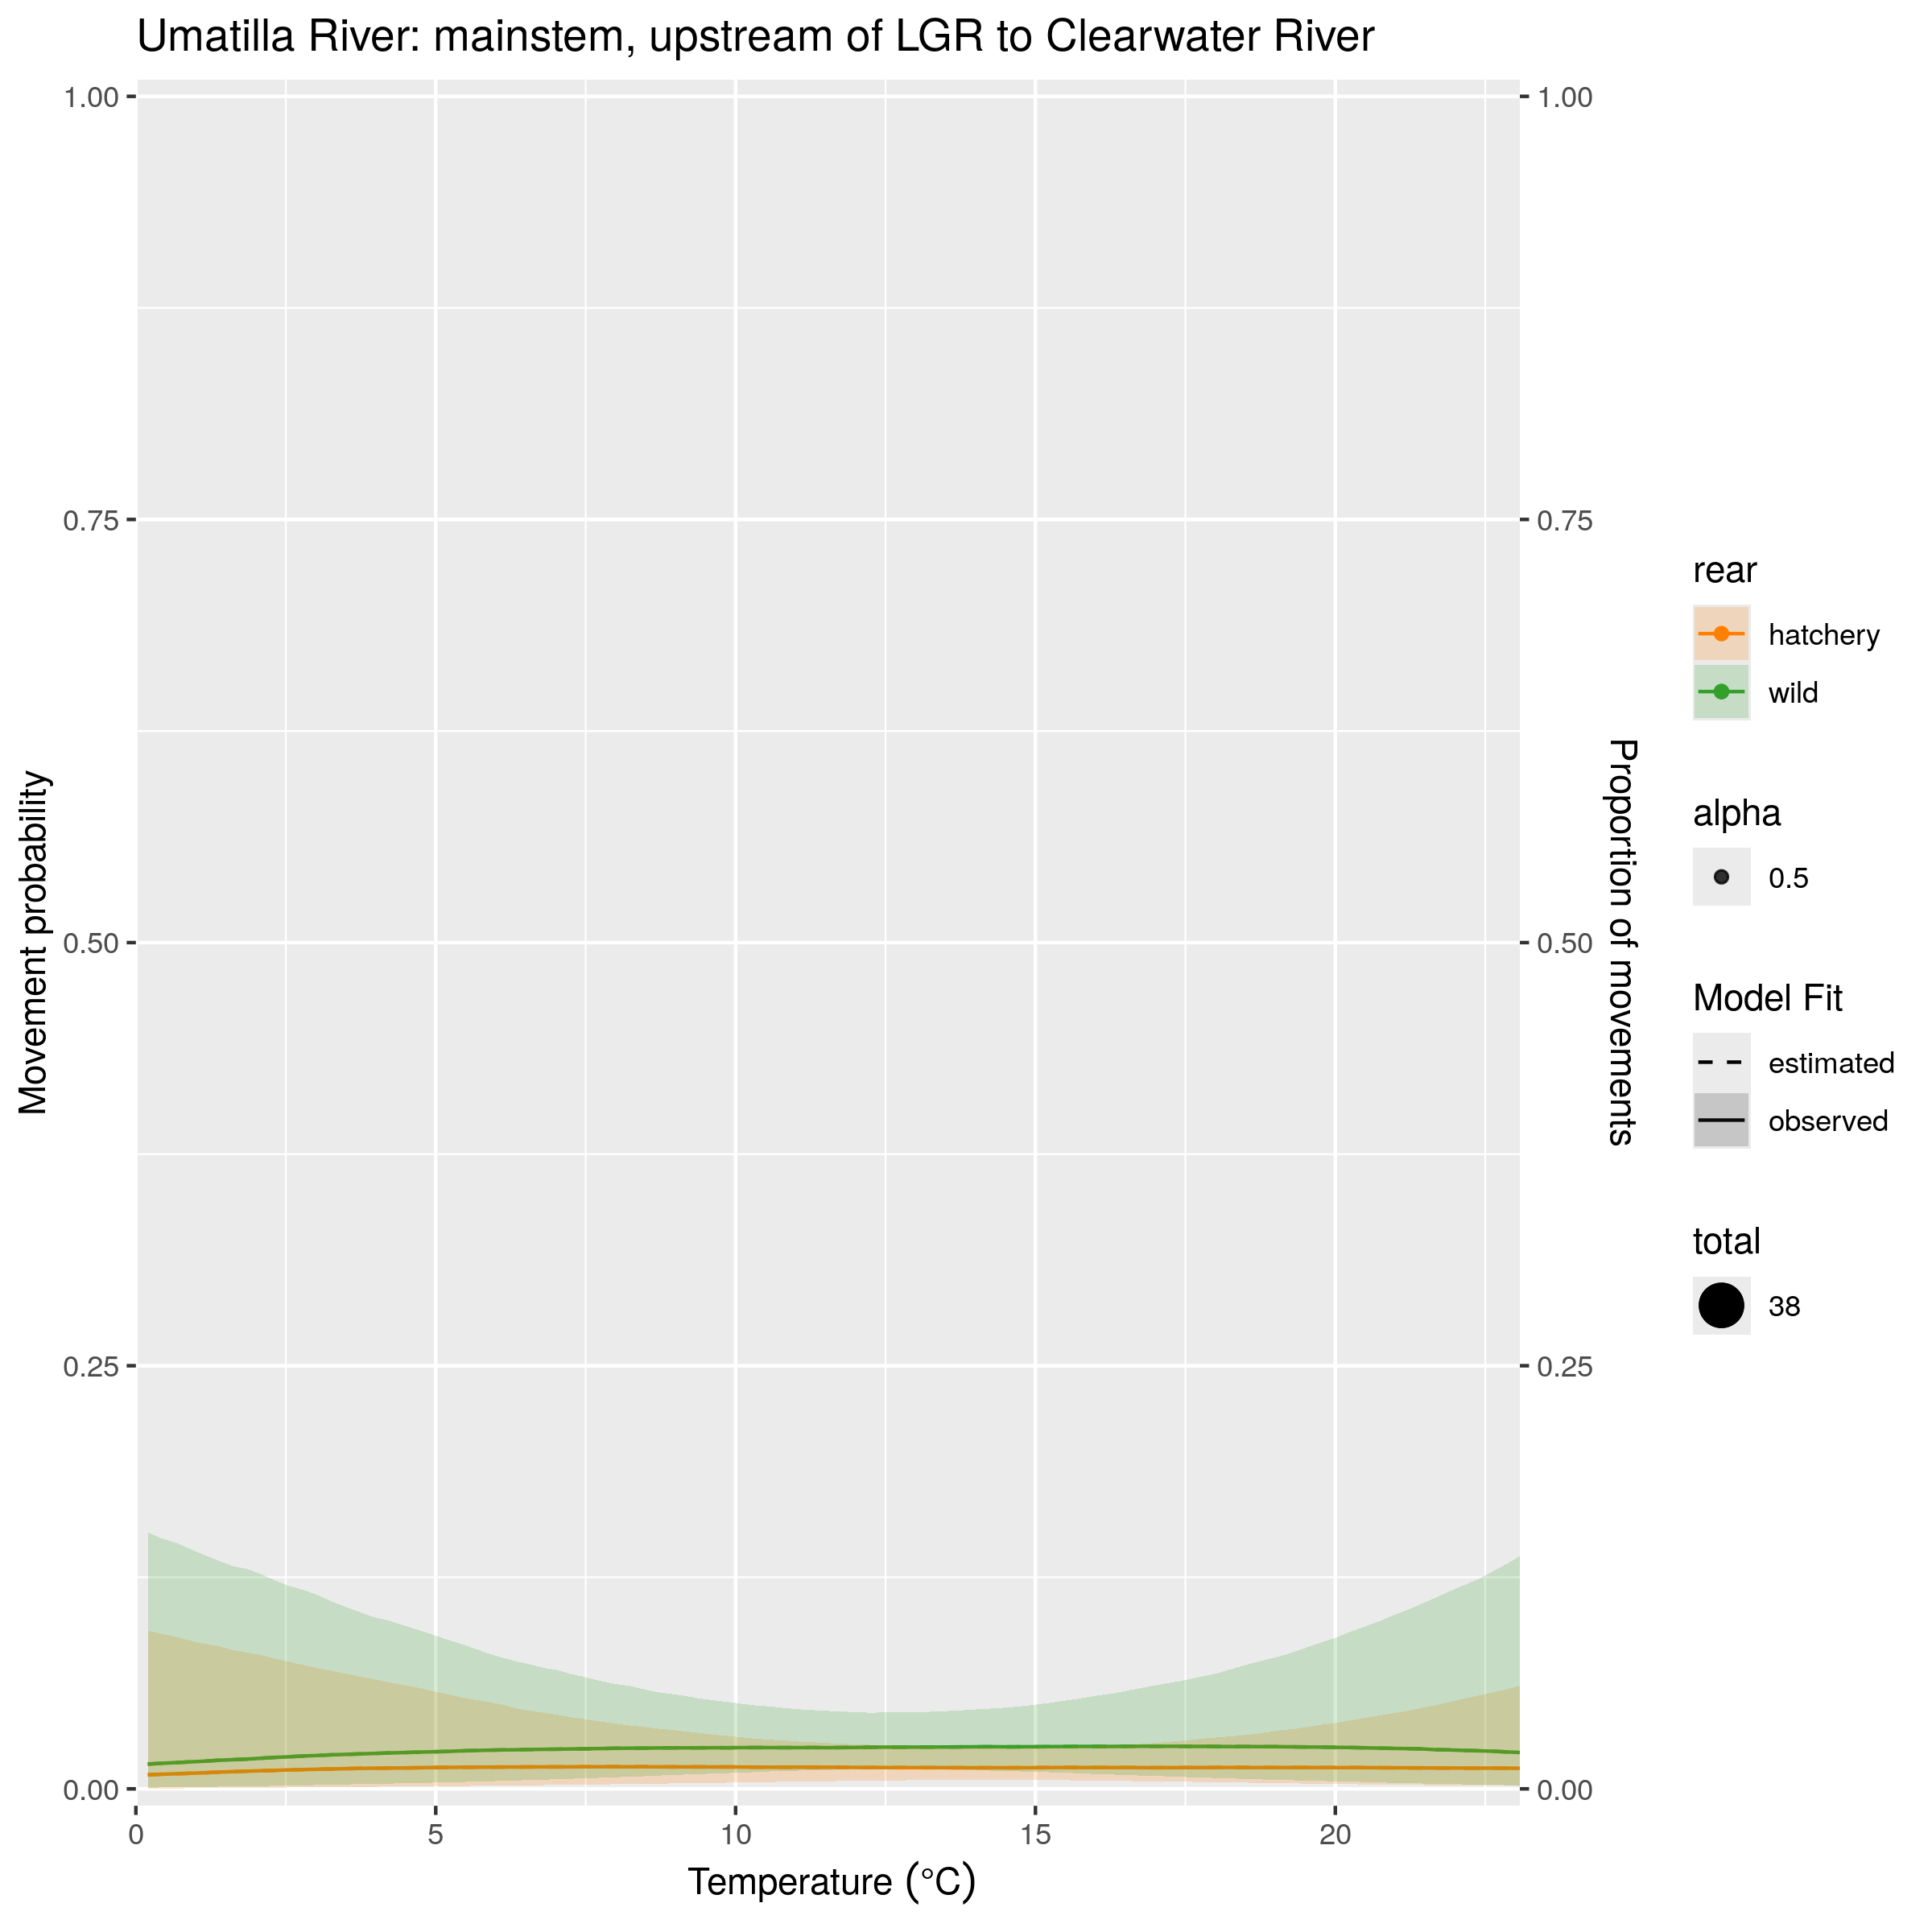 Umatilla River: mainstem, upstream of LGR to Clearwater River
1.00
0.75
0.50
0.25
0.00
Movement probability
0
5
10
15
20
Temperature (°C)
1.00
0.75
0.50
0.25
0.00
Proportion of movements
rear
hatchery
wild
alpha
0.5
Model Fit
estimated
observed
total
38